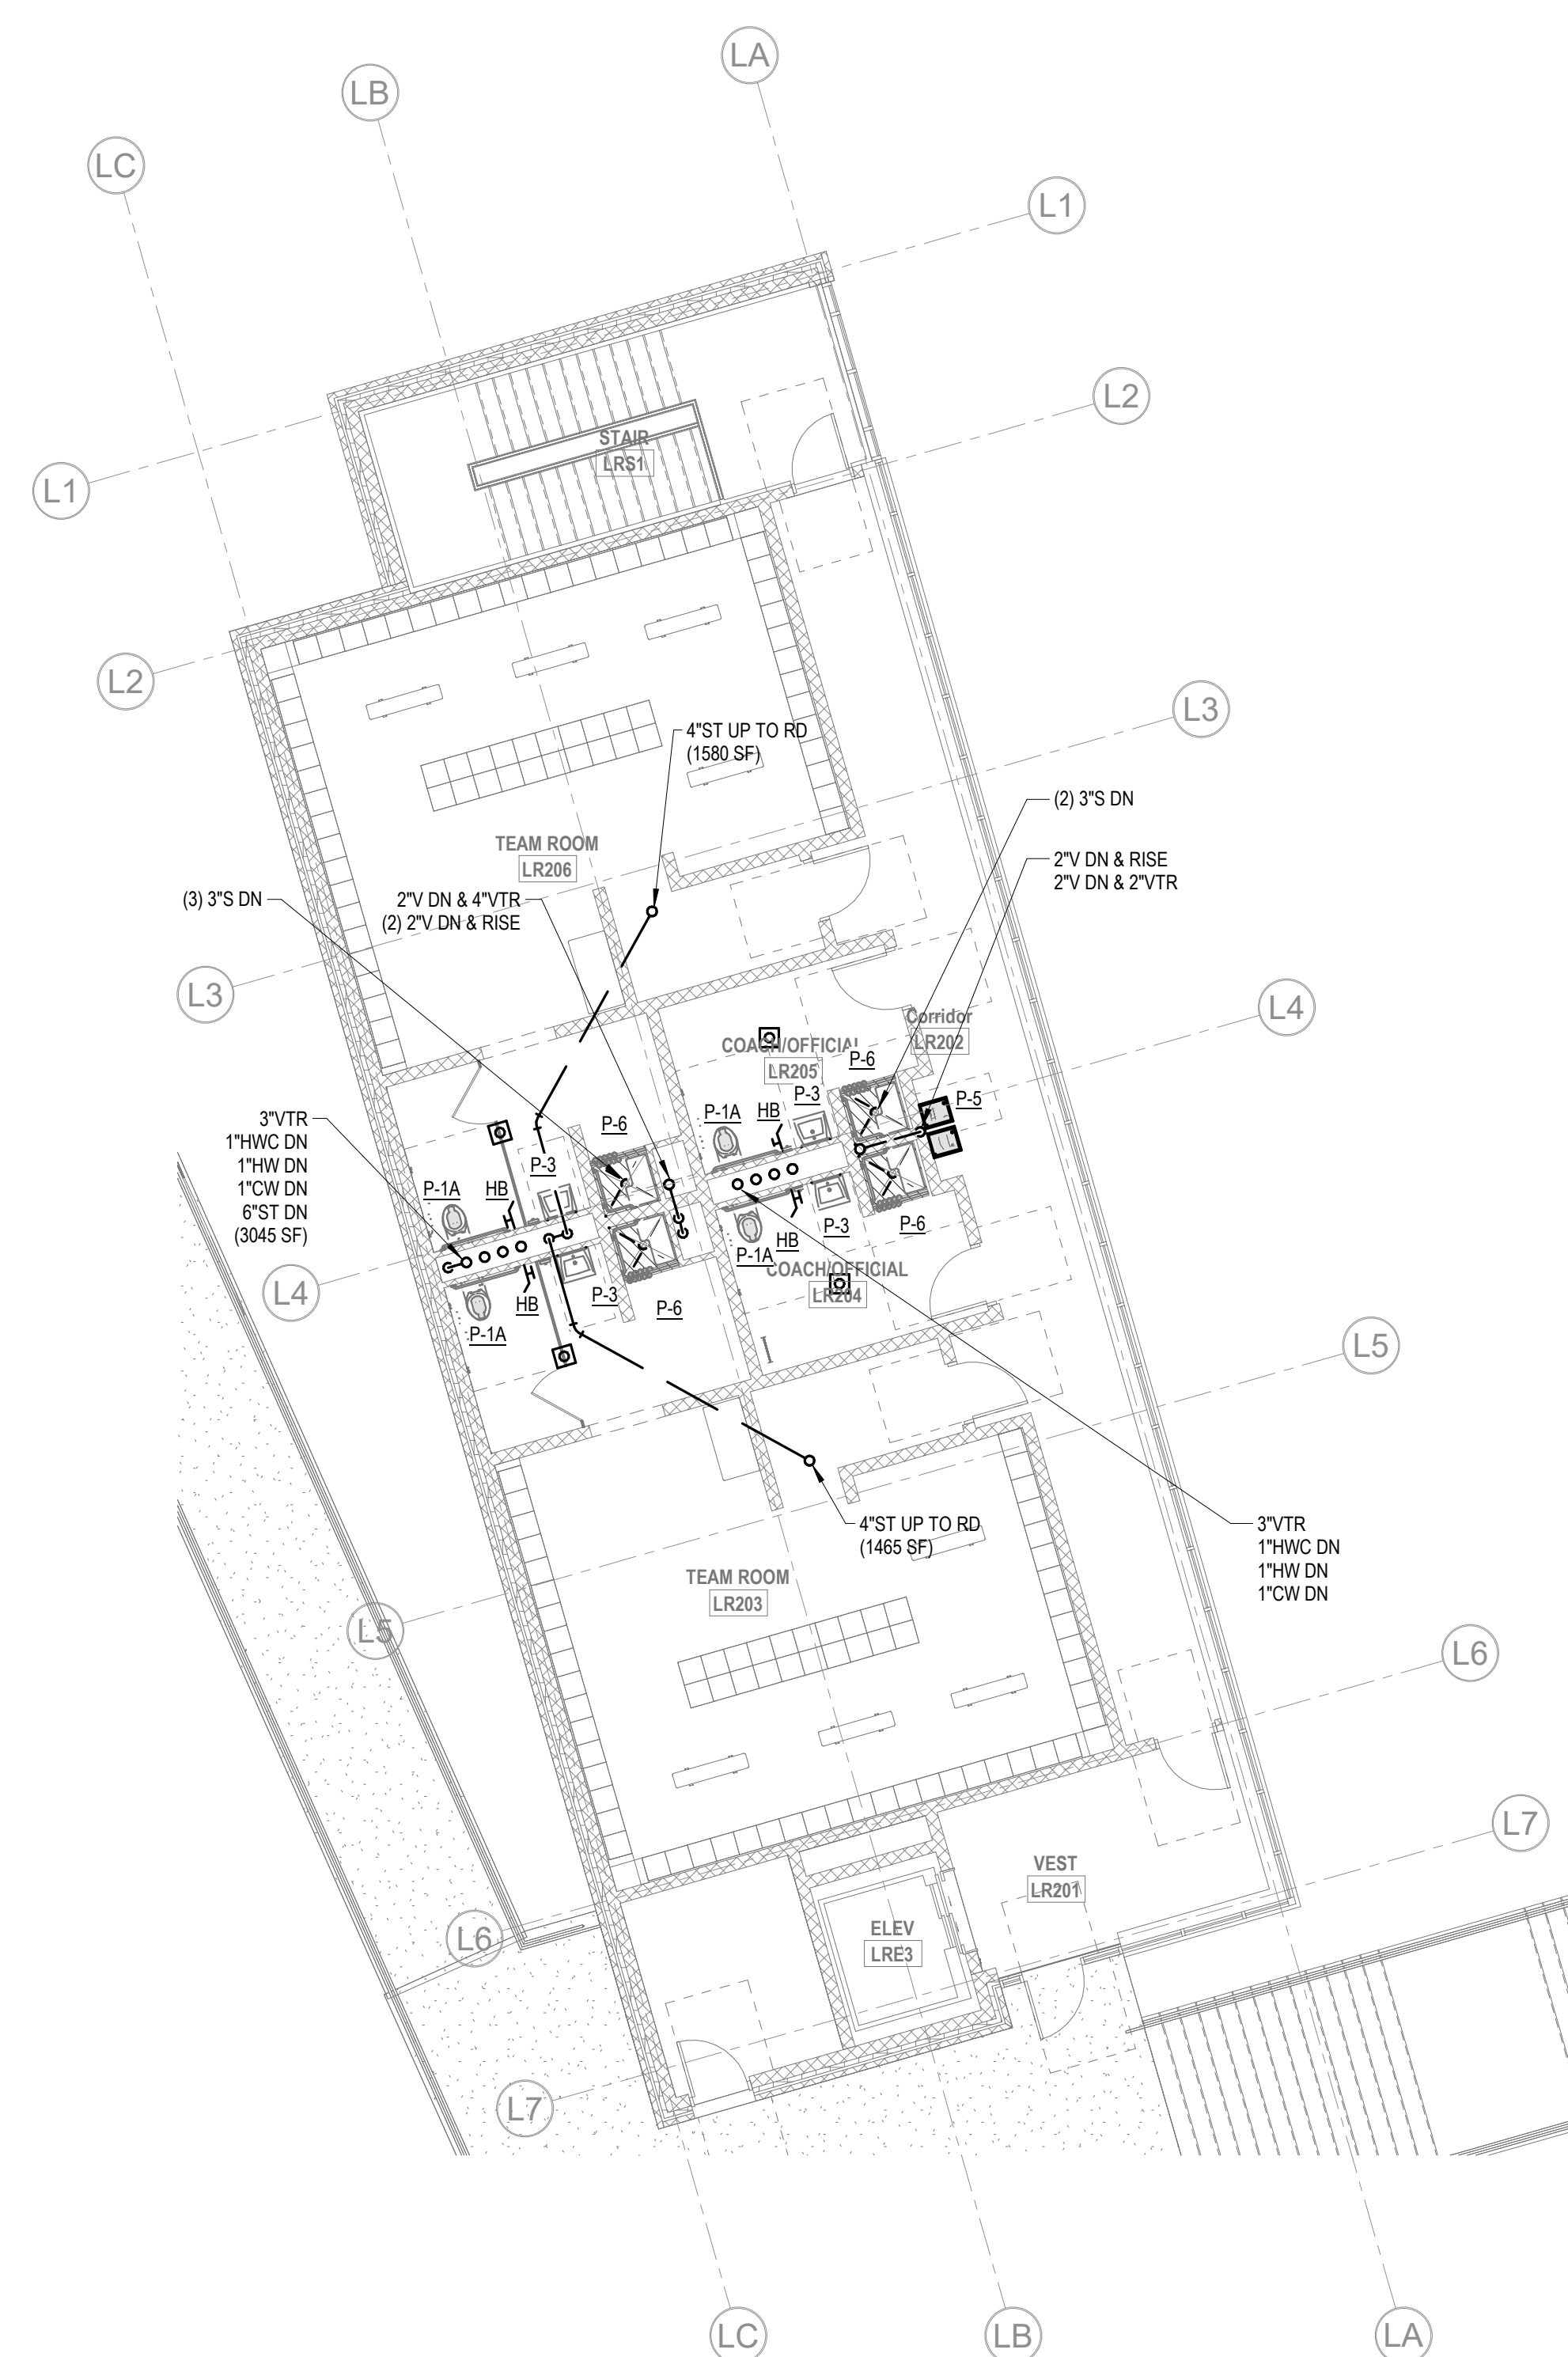 LA
LB
LC
L1
L2
STAIR
LRS1
L1
L2
L3
4"ST UP TO RD
(1580 SF)
(2) 3"S DN
TEAM ROOM
LR206
2"V DN & RISE
2"V DN & 2"VTR
(3) 3"S DN
2"V DN & 4"VTR
(2) 2"V DN & RISE
L3
L4
Corridor
LR202
COACH/OFFICIAL
LR205
P-6
P-3
P-5
HB
P-1A
3"VTR
1"HWC DN
1"HW DN
1"CW DN
6"ST DN
(3045 SF)
P-6
P-3
HB
P-1A
P-3
P-6
HB
P-1A
COACH/OFFICIAL
LR204
L4
HB
P-3
P-6
P-1A
L5
4"ST UP TO RD
(1465 SF)
3"VTR
1"HWC DN
1"HW DN
1"CW DN
TEAM ROOM
LR203
L5
L6
L7
VEST
LR201
ELEV
LRE3
L6
L7
LC
LB
LA